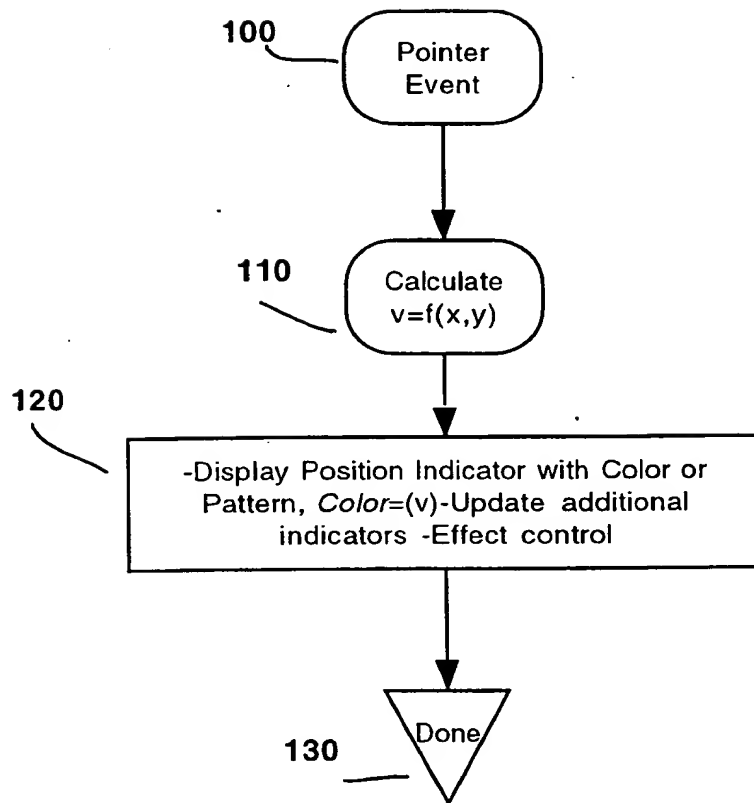 100
Pointer
Event
110
Calculate
v=f(x,y)
120
-Display Position Indicator with Color or
Pattern, Color=(v)-Update additional
indicators -Effect control
Done
130